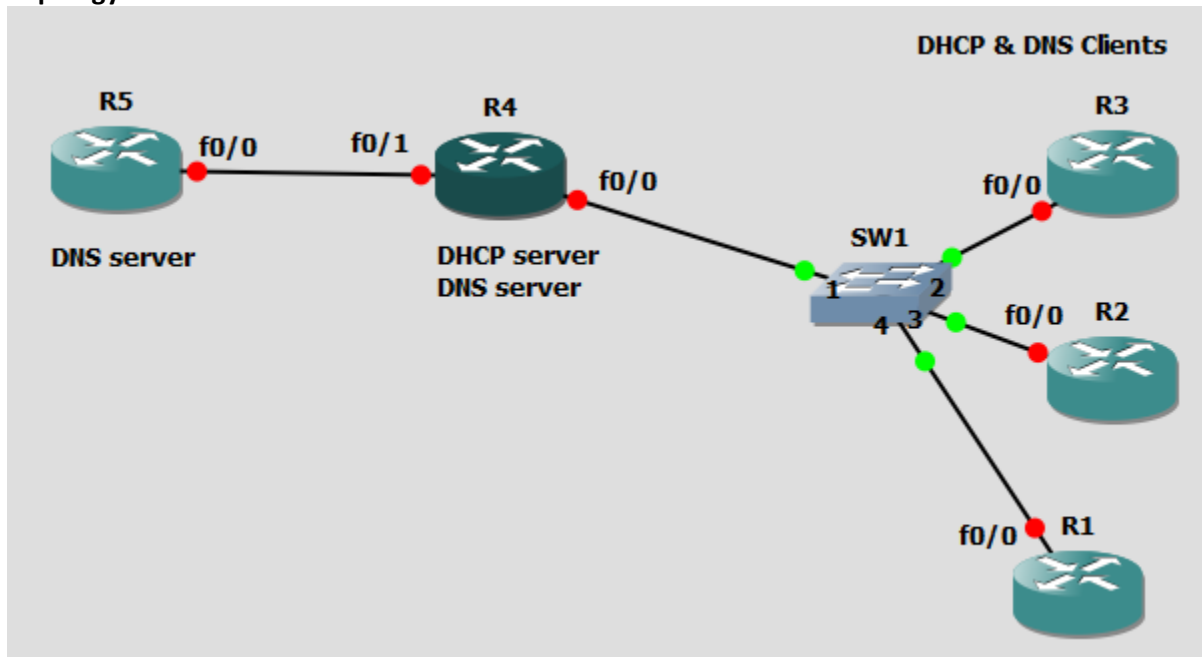 DHCP & DNS Clients
R5
R4
R3
f0/0
f0/1
f0/0
f0/0
SW1
DNS server
DHCP server
DNS server
1
2
3
4
f0/0
R2
f0/0
R1